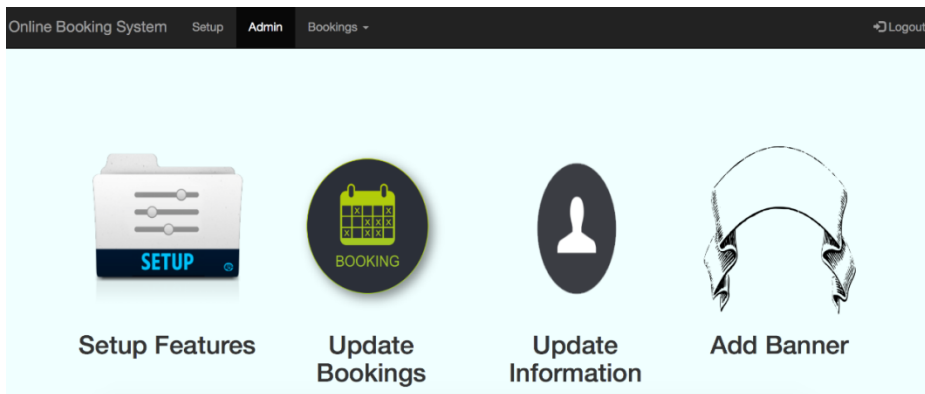 Online Booking System Setup Admin Bookings Logout
SETUP
BOOKING
Setup Features Update Bookings Update Information Add Banner